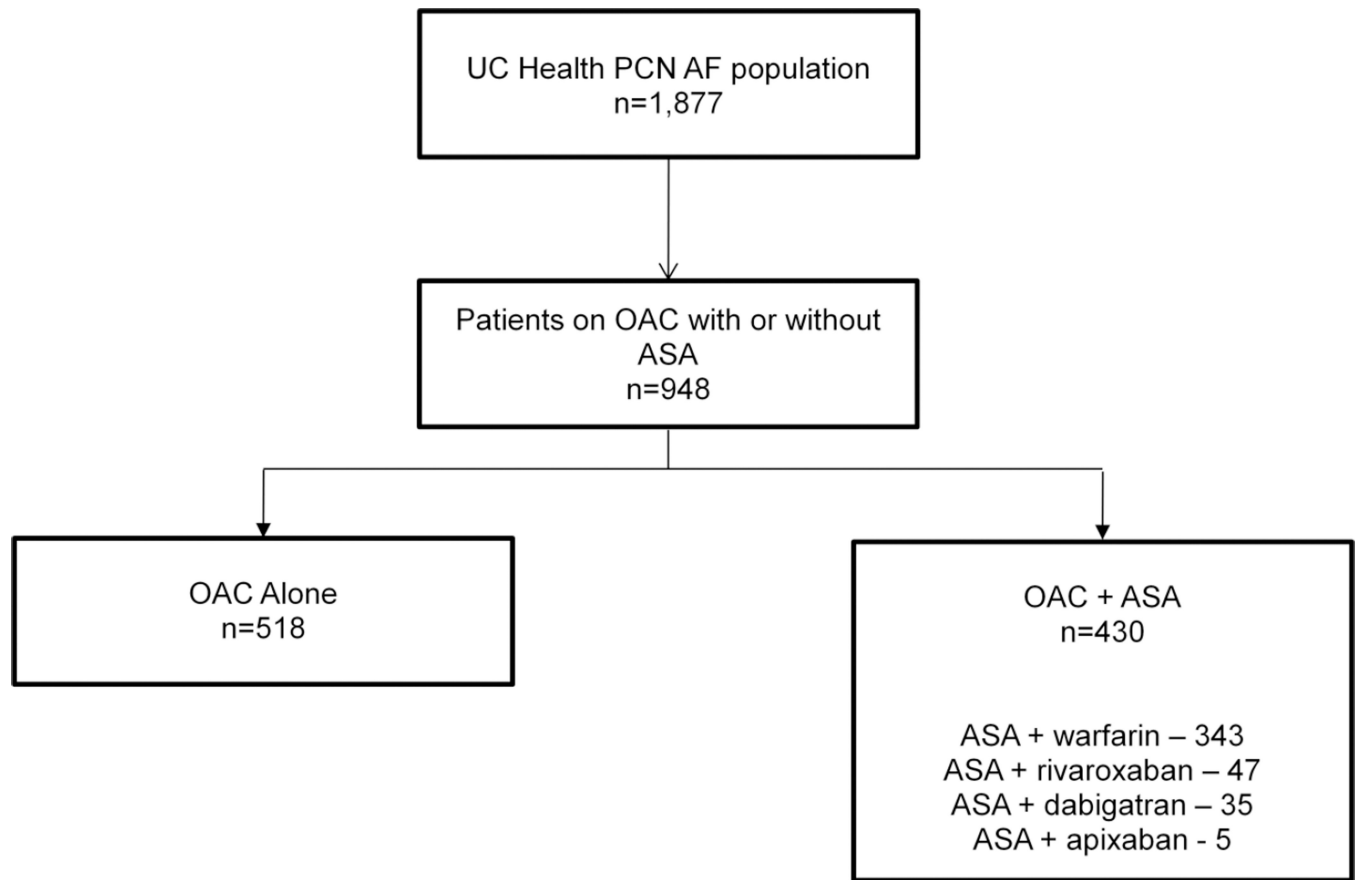 UC Health PCN AF population
n=1,877
Patients on OAC with or without
ASA
n=948
OAC Alone
n=518
OAC + ASA
n=430
ASA + warfarin – 343
ASA + rivaroxaban – 47
ASA + dabigatran – 35
ASA + apixaban - 5